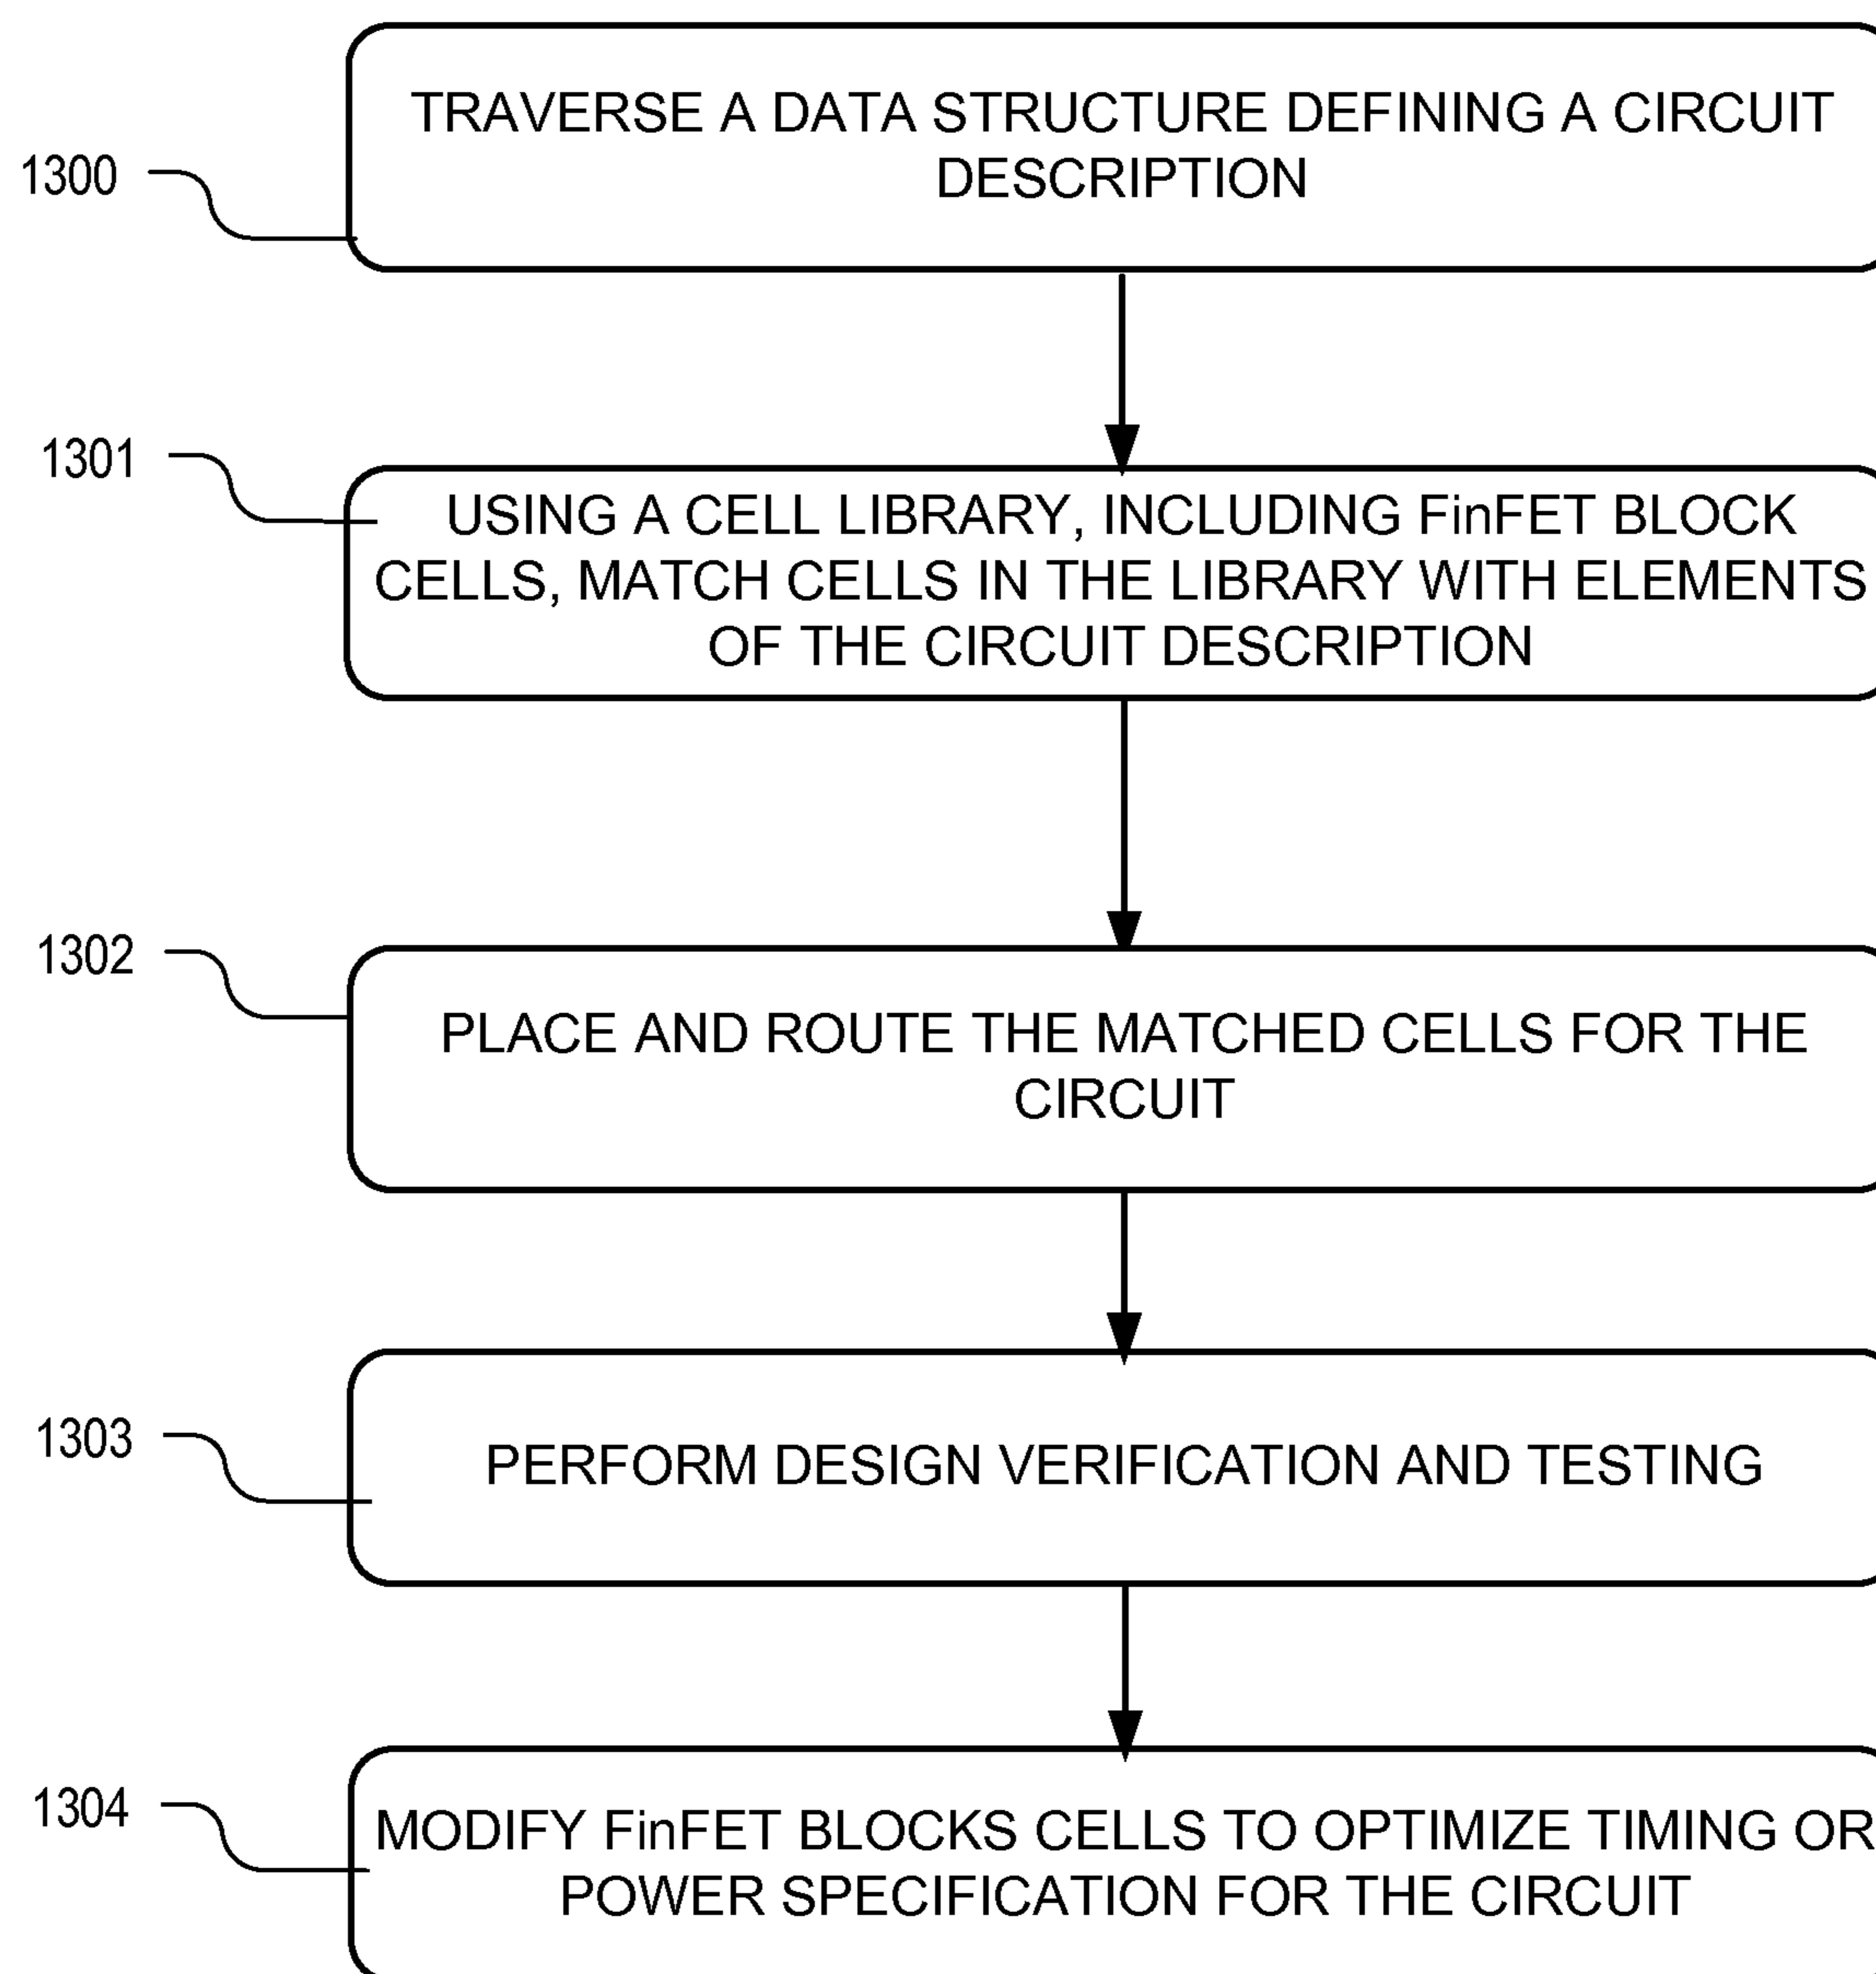 TRAVERSE A DATA STRUCTURE DEFINING A CIRCUIT
DESCRIPTION
1300
1301
USING A CELL LIBRARY, INCLUDING FinFET BLOCK
CELLS, MATCH CELLS IN THE LIBRARY WITH ELEMENTS
OF THE CIRCUIT DESCRIPTION
1302
PLACE AND ROUTE THE MATCHED CELLS FOR THE
CIRCUIT
1303
PERFORM DESIGN VERIFICATION AND TESTING
1304
MODIFY FinFET BLOCKS CELLS TO OPTIMIZE TIMING OR
POWER SPECIFICATION FOR THE CIRCUIT